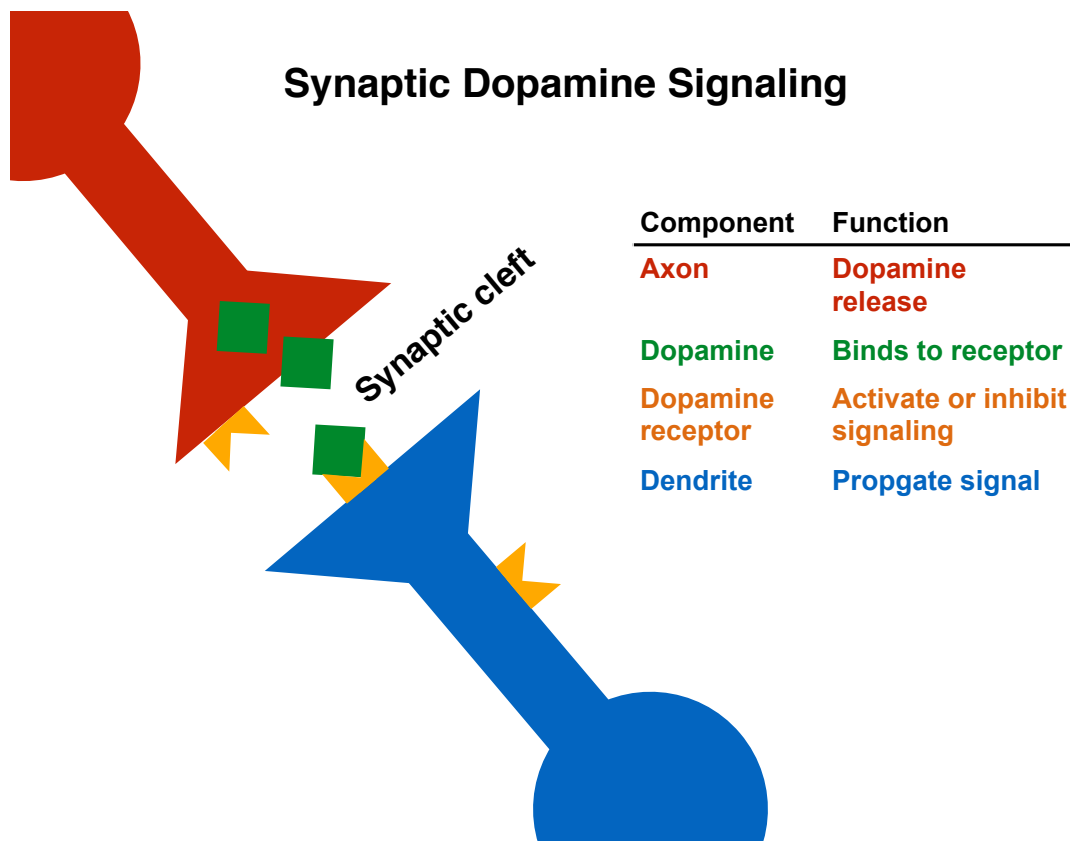 Synaptic Dopamine Signaling
Synaptic cleft
Component Function
Axon Dopamine
release
Dopamine Binds to receptor
Dopamine Activate or inhibit
receptor signaling
Dendrite Propgate signal